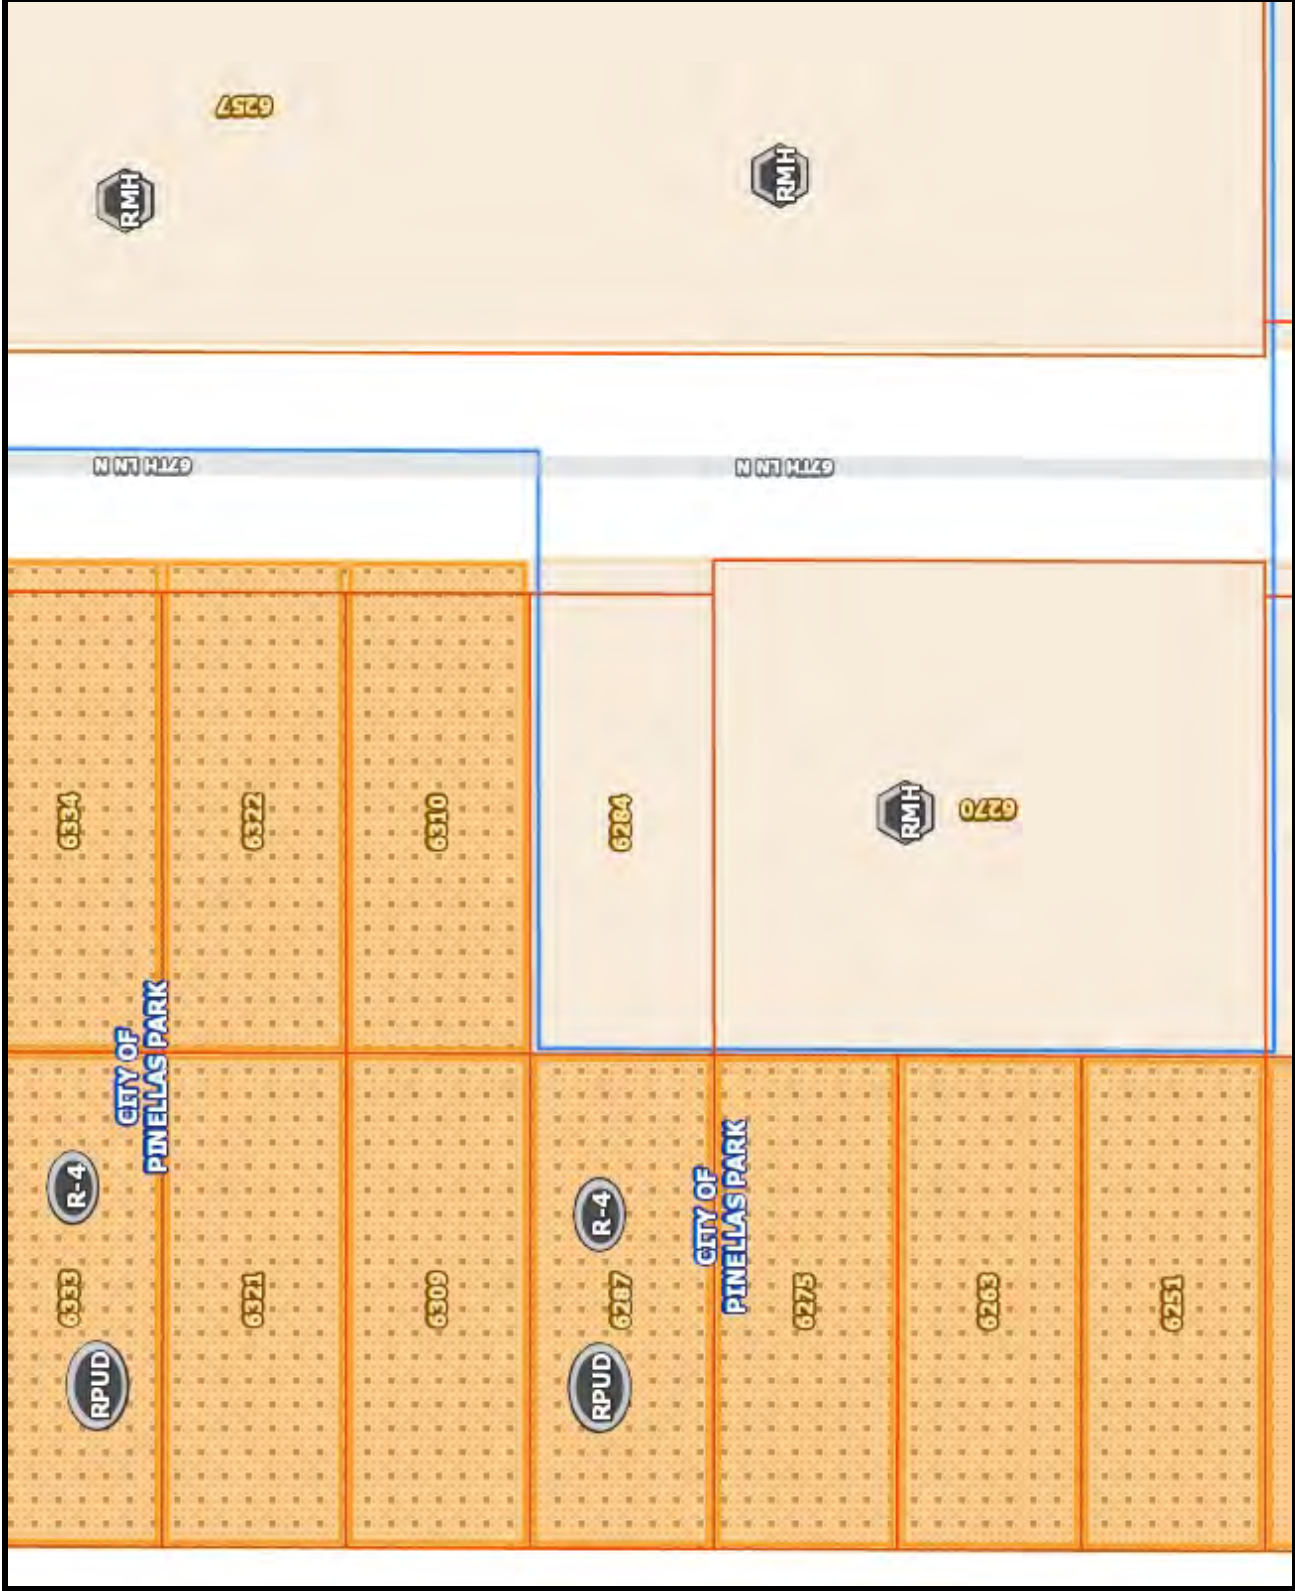 6257
RMH
RMH
67TH LN N
67TH LN N
6334
6322
6310
6284
RMH
6270
CITY OF
PINELLAS PARK
R-4
6333
RPUD
6321
6309
R-4
6287
RPUD
CITY OF
PINELLAS PARK
6275
6263
6251